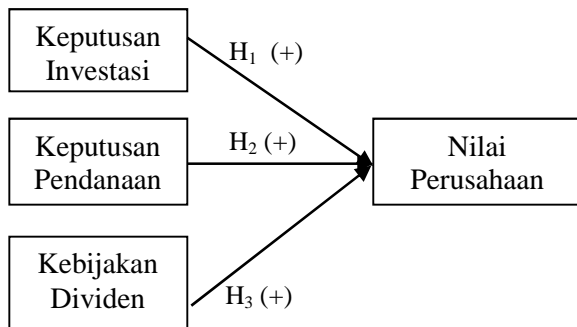 Keputusan
Investasi
H1 (+)
Keputusan
Pendanaan
H2 (+)
Nilai
Perusahaan
Kebijakan
Dividen
H3 (+)